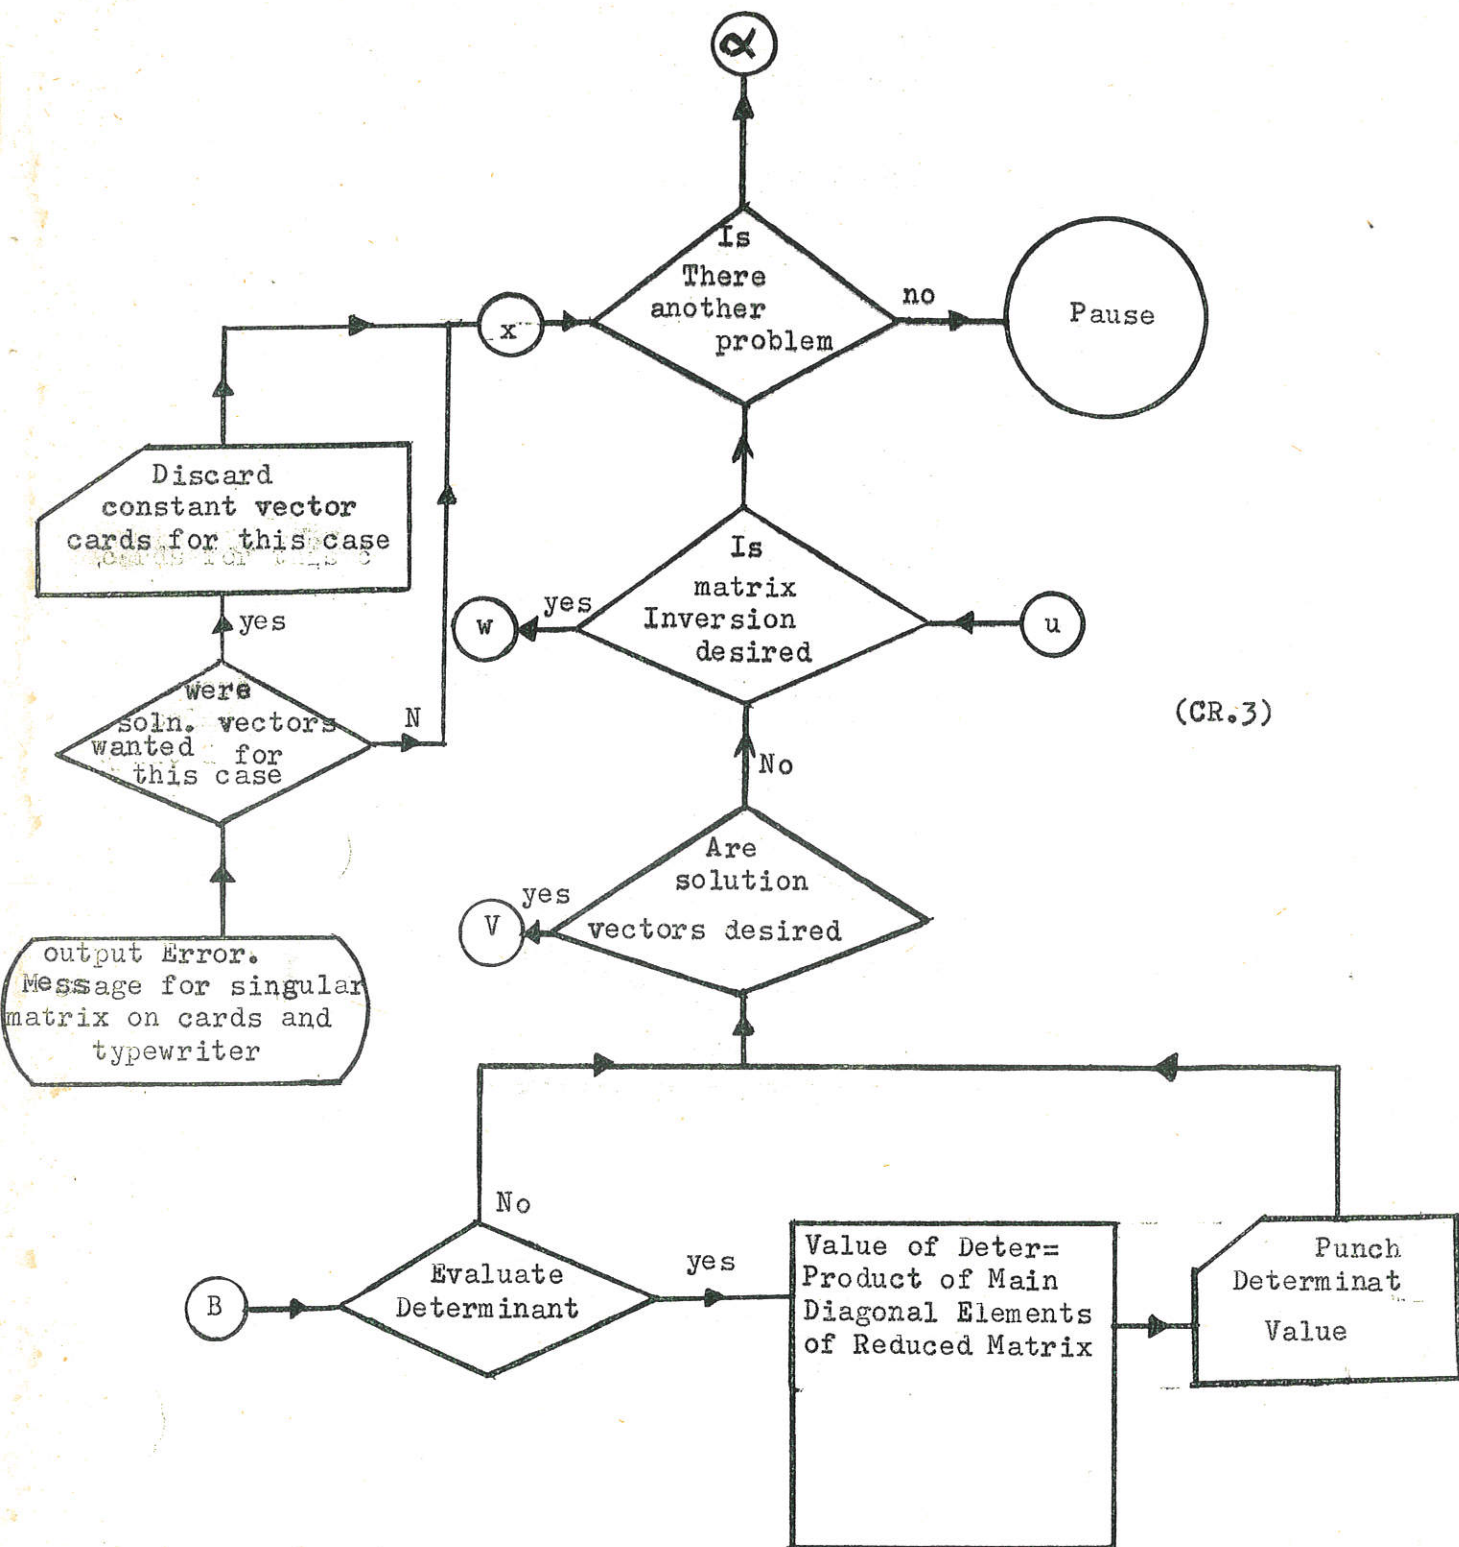 α
Is
There
another
problem
no
Pause
x
Discard
constant vector
cards for this case
cards for this c
yes
were
soln. vectors
wanted for
this case
N
output Error.
Message for singular
matrix on cards and
typewriter
Is
matrix
Inversion
desired
yes
w
u
(CR.3)
No
Are
solution
vectors desired
yes
V
No
B
Evaluate
Determinant
yes
Value of Deter=
Product of Main
Diagonal Elements
of Reduced Matrix
Punch
Determinat
Value